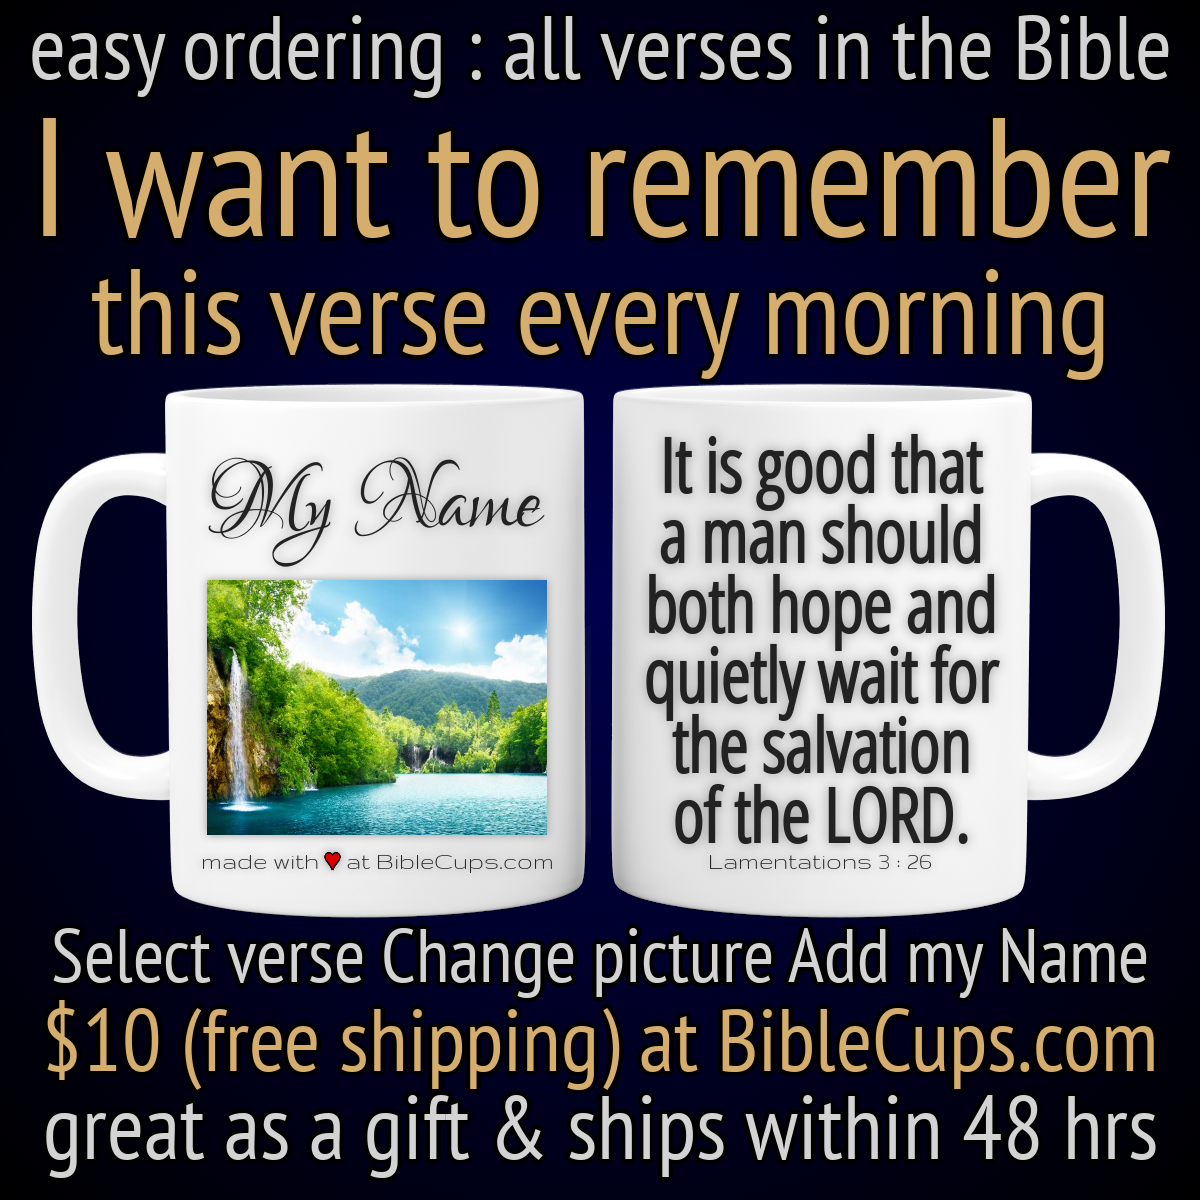 easy ordering : all verses in the Bible
I want to remember
this verse every morning
My Name
made with ♥ at BibleCups.com
It is good that
a man should
both hope and
quietly wait for
the salvation
of the LORD.
Lamentations 3 : 26
Select verse Change picture Add my Name
$10 (free shipping) at BibleCups.com
great as a gift & ships within 48 hrs